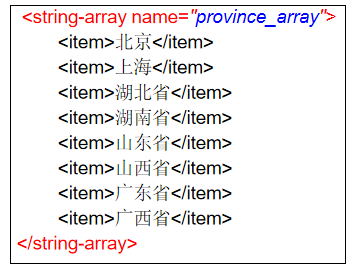 <string-array name="province_array">
<item>北京</item>
<item>上海</item>
<item>湖北省</item>
<item>湖南省</item>
<item>山东省</item>
<item>山西省</item>
<item>广东省</item>
<item>广西省</item>
</string-array>